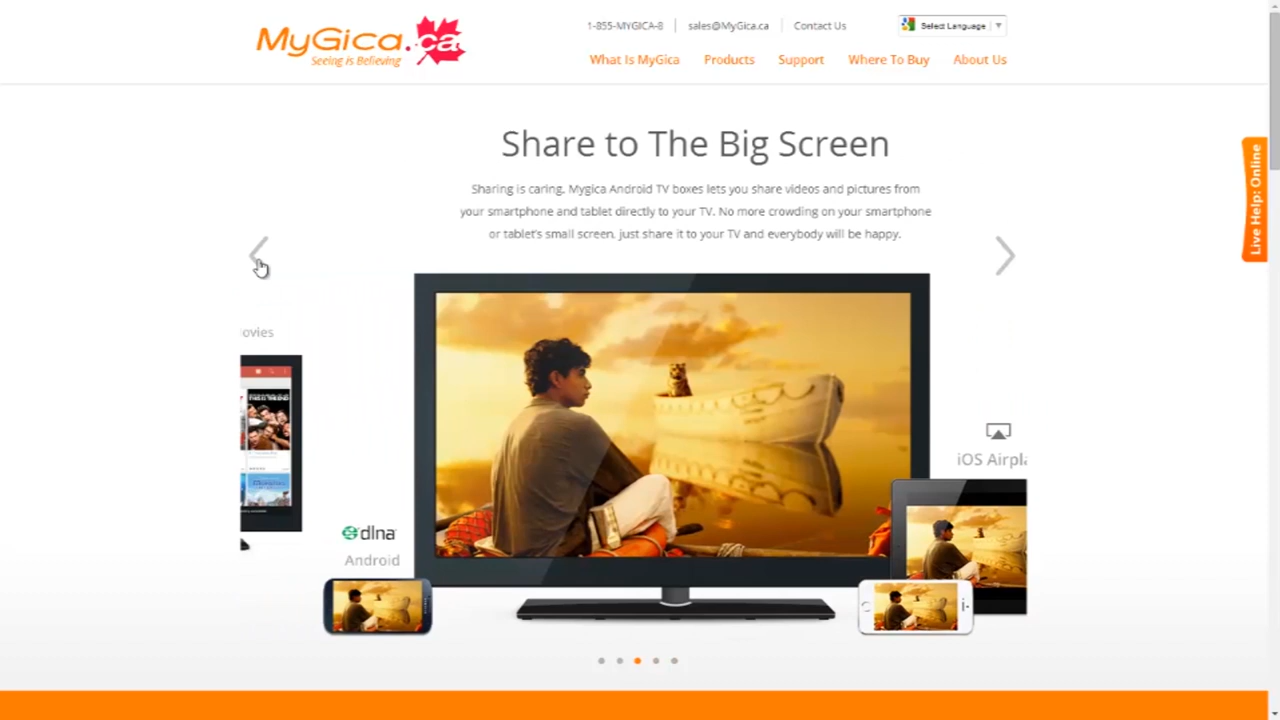 MyGica.ca
Seeing is Believing
1-855-MYGICA-8
sales@MyGica.ca
Contact Us
Select Language
What Is MyGica
Products
Support
Where To Buy
About Us
Live Help: Online
Share to The Big Screen
Sharing is caring, Mygica Android TV boxes lets you share videos and pictures from
your smartphone and tablet directly to your TV. No more crowding on your smartphone
or tablet's small screen, just share it to your TV and everybody will be happy.
ovies
dlna
Android
iOS Airpla